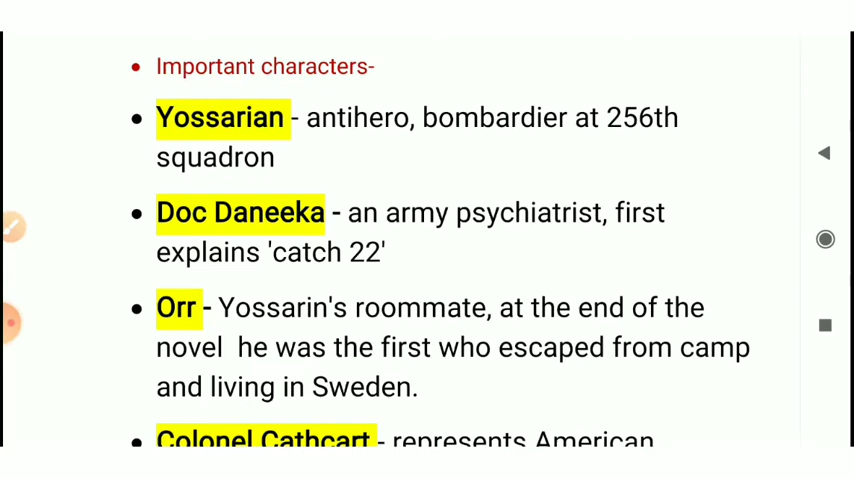 Important characters-
Yossarian - antihero, bombardier at 256th
squadron
Doc Daneeka - an army psychiatrist, first
explains 'catch 22'
Orr - Yossarin's roommate, at the end of the
novel he was the first who escaped from camp
and living in Sweden.
Colonel Cathcart - represents American